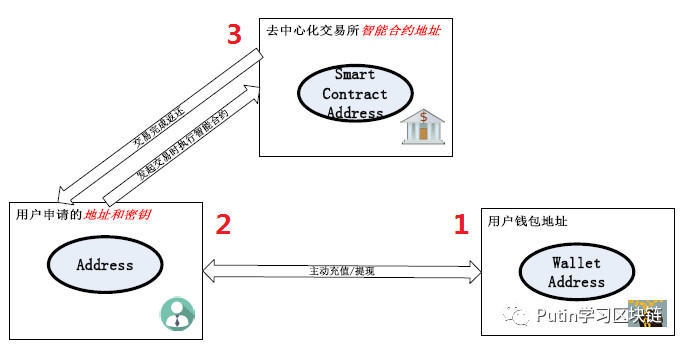 3
去中心化交易所智能合约地址
Smart
Contract
Address
$
交易完成返还
发起交易时执行智能合约
用户申请的地址和密钥
2
Address
主动充值/提现
1
用户钱包地址
Wallet
Address
Putin学习区块链